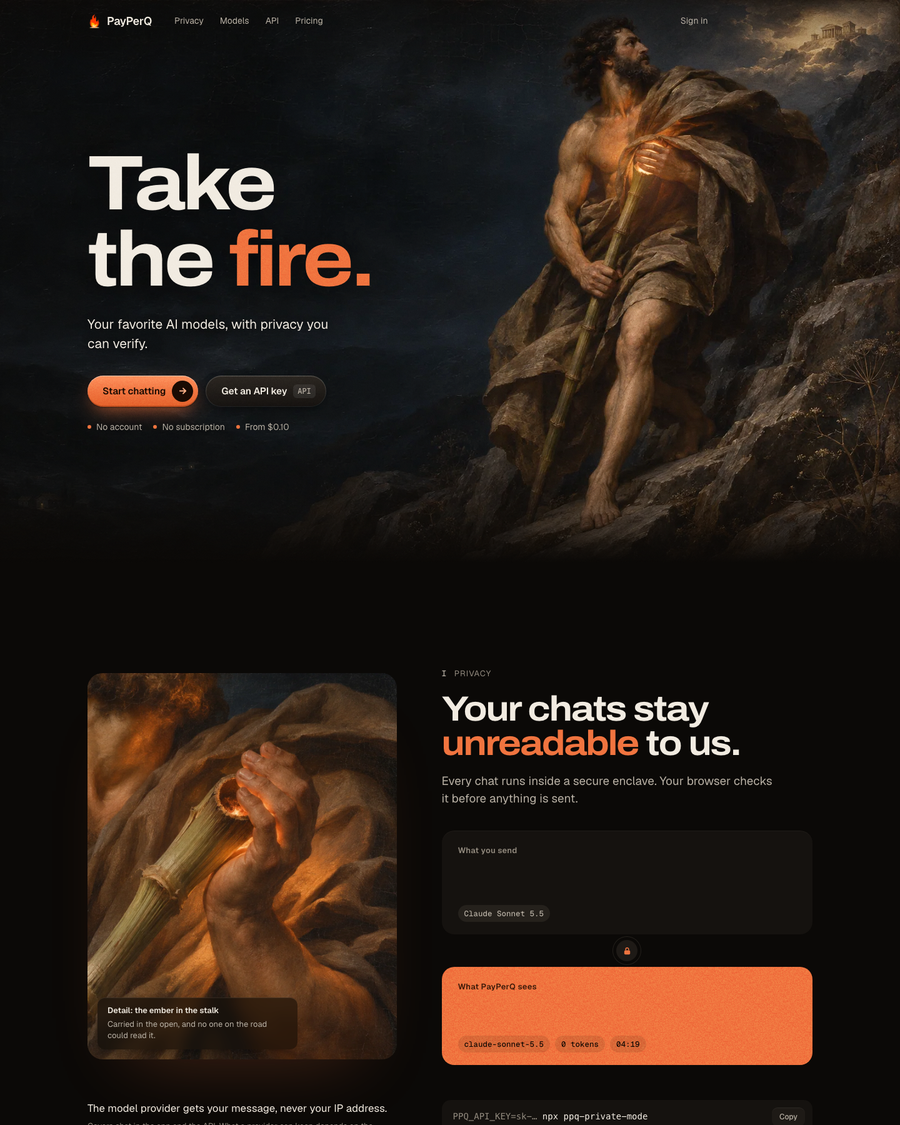 PayPerQ Privacy Models API Pricing Sign in
Take
the fire.
Your favorite AI models, with privacy you
can verify.
Start chatting → Get an API key API
No account No subscription From $0.10
I PRIVACY
Your chats stay
unreadable to us.
Every chat runs inside a secure enclave. Your browser checks
it before anything is sent.
What you send
Claude Sonnet 5.5
What PayPerQ sees
claude-sonnet-5.5 0 tokens 04:19
Detail: the ember in the stalk
Carried in the open, and no one on the road
could read it.
The model provider gets your message, never your IP address.
PPQ_API_KEY=sk-… npx ppq-private-mode Copy